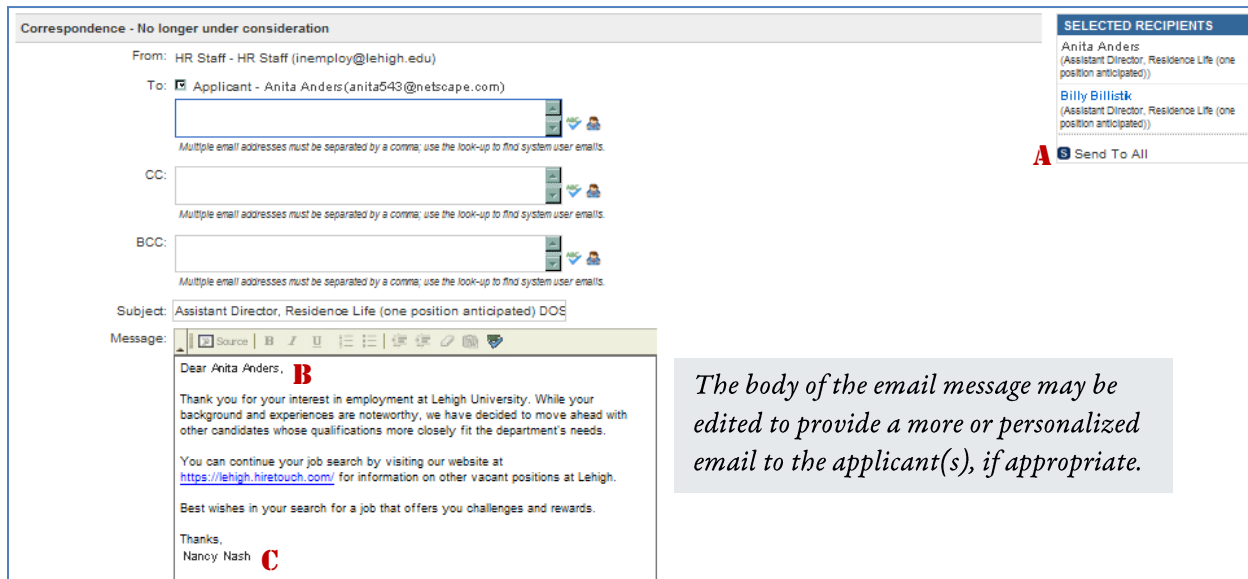 Correspondence - No longer under consideration
From: HR Staff - HR Staff (inemploy@lehigh.edu)
To: Applicant - Anita Anders(anita543@netscape.com)
ABC
Multiple email addresses must be separated by a comma; use the look-up to find system user emails.
CC:
ABC
Multiple email addresses must be separated by a comma; use the look-up to find system user emails.
BCC:
ABC
Multiple email addresses must be separated by a comma; use the look-up to find system user emails.
Subject: Assistant Director, Residence Life (one position anticipated) DOS
Message:
Source B I U
Dear Anita Anders, B
Thank you for your interest in employment at Lehigh University. While your
background and experiences are noteworthy, we have decided to move ahead with
other candidates whose qualifications more closely fit the department's needs.
You can continue your job search by visiting our website at
https://lehigh.hiretouch.com/ for information on other vacant positions at Lehigh.
Best wishes in your search for a job that offers you challenges and rewards.
Thanks,
Nancy Nash C
SELECTED RECIPIENTS
Anita Anders
(Assistant Director, Residence Life (one
position anticipated))
Billy Billistik
(Assistant Director, Residence Life (one
position anticipated))
A S Send To All
The body of the email message may be
edited to provide a more or personalized
email to the applicant(s), if appropriate.